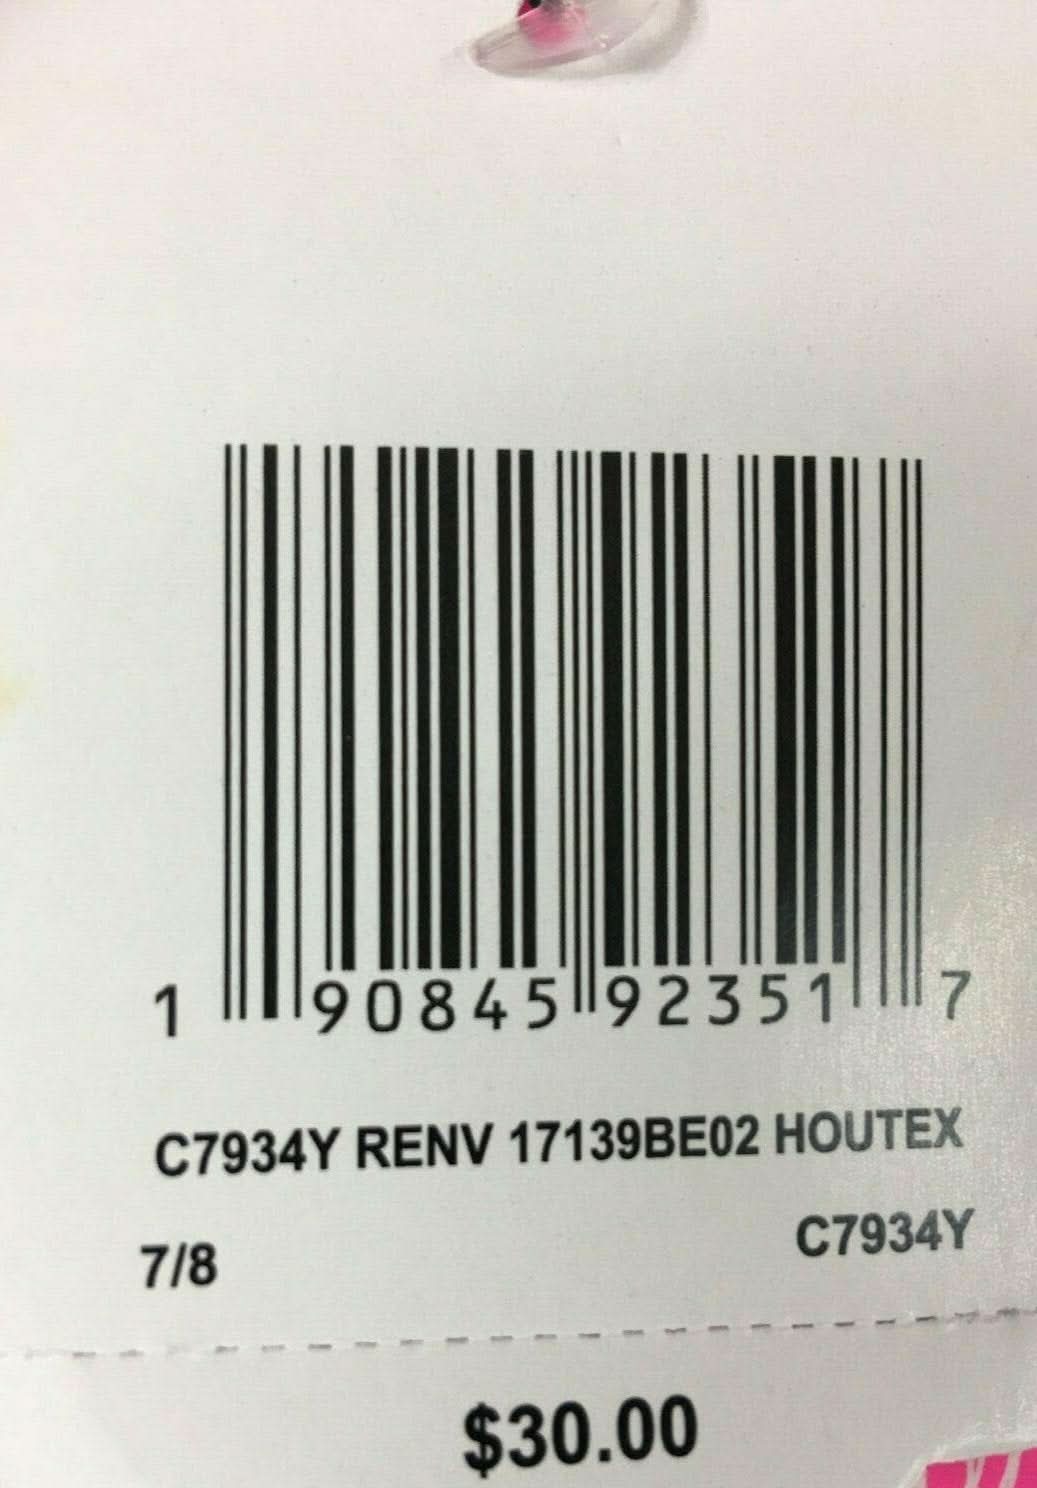 1 90845 92351 7
C7934Y RENV 17139BE02 HOUTEX
C7934Y
7/8
$30.00